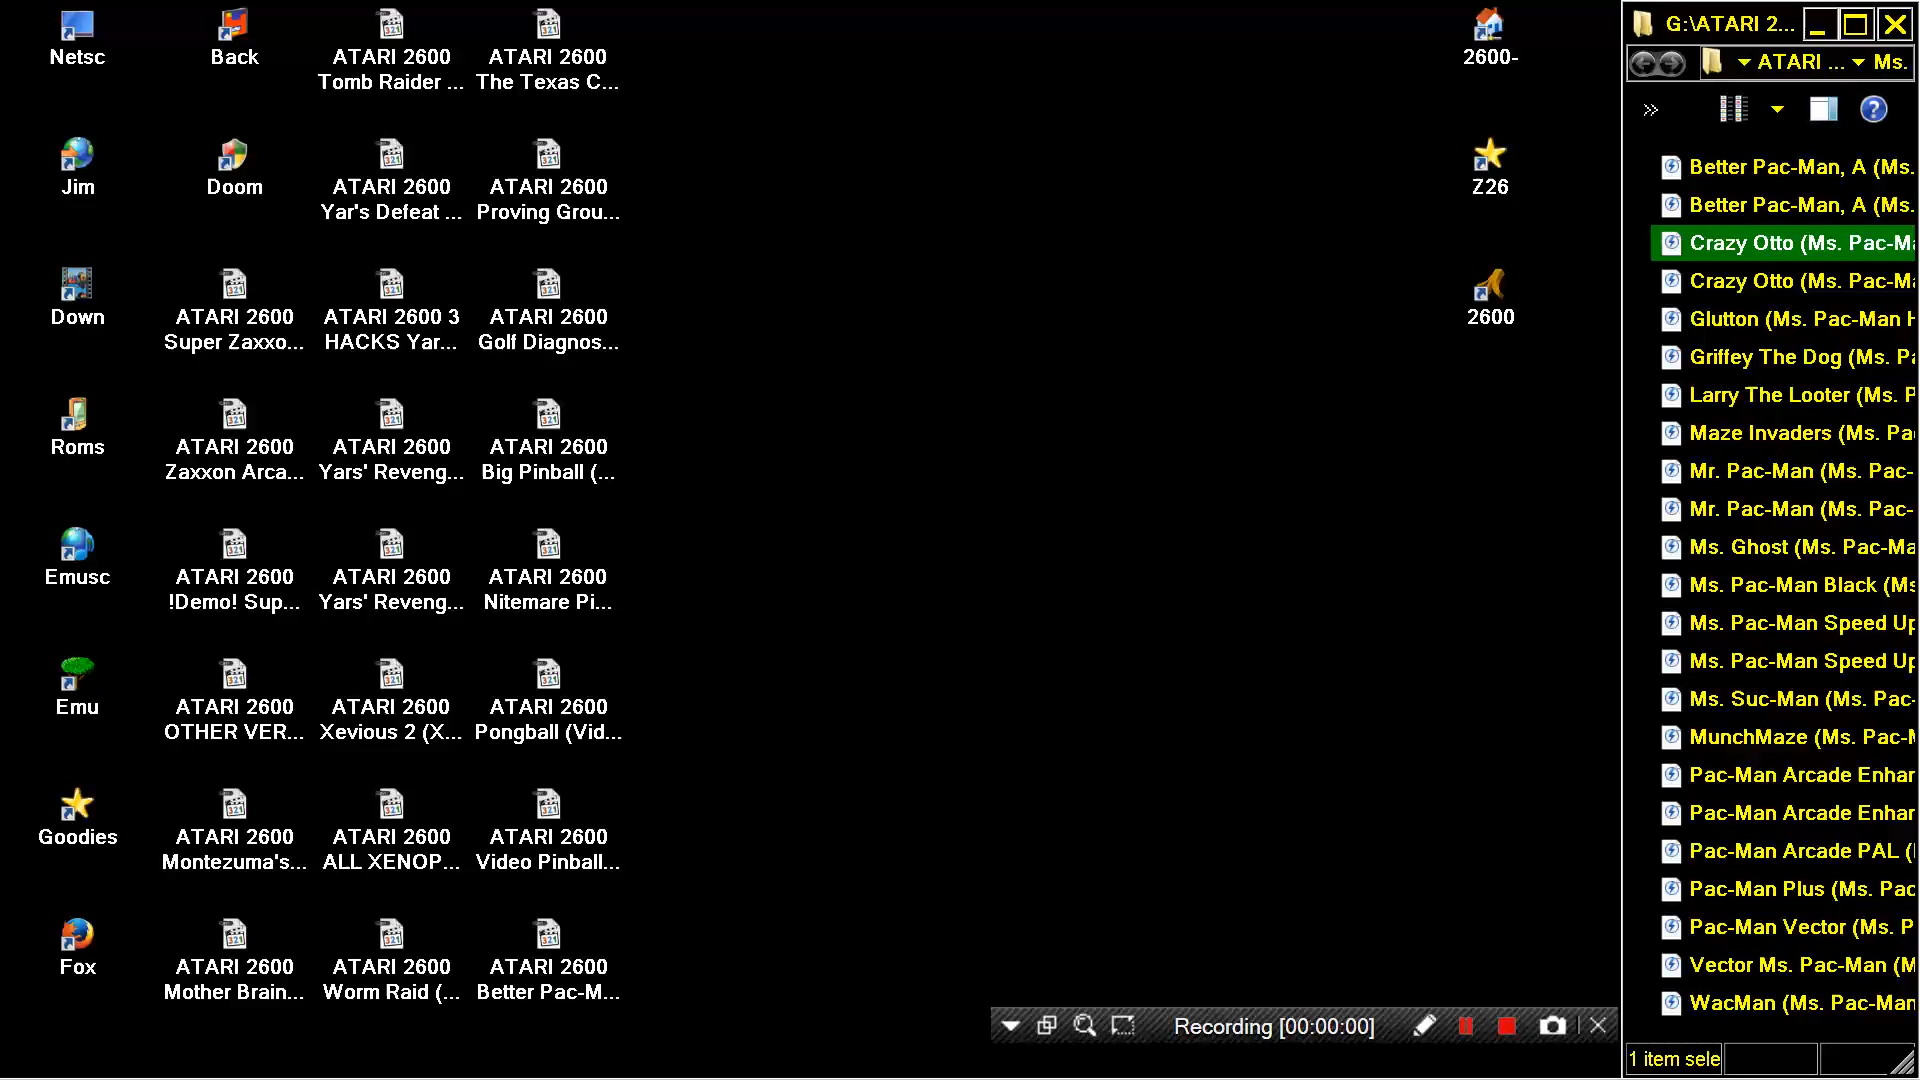 Netsc
Jim
Down
Roms
Emusc
Emu
Goodies
Fox
Back
Doom
ATARI 2600
Super Zaxxo...
ATARI 2600
Zaxxon Arca...
ATARI 2600
!Demo! Sup...
ATARI 2600
OTHER VER...
ATARI 2600
Montezuma's...
ATARI 2600
Mother Brain...
ATARI 2600
Tomb Raider ...
ATARI 2600
Yar's Defeat ...
ATARI 2600 3
HACKS Yar...
ATARI 2600
Yars' Reveng...
ATARI 2600
Yars' Reveng...
ATARI 2600
Xevious 2 (X...
ATARI 2600
ALL XENOP...
ATARI 2600
Worm Raid (...
ATARI 2600
The Texas C...
ATARI 2600
Proving Grou...
ATARI 2600
Golf Diagnos...
ATARI 2600
Big Pinball (...
ATARI 2600
Nitemare Pi...
ATARI 2600
Pongball (Vid...
ATARI 2600
Video Pinball...
ATARI 2600
Better Pac-M...
2600-
Z26
2600
Recording [00:00:00]
G:\ATARI 2...
ATARI ... Ms.
Better Pac-Man, A (Ms.
Better Pac-Man, A (Ms.
Crazy Otto (Ms. Pac-Ma
Crazy Otto (Ms. Pac-Ma
Glutton (Ms. Pac-Man H
Griffey The Dog (Ms. Pa
Larry The Looter (Ms. P
Maze Invaders (Ms. Pa
Mr. Pac-Man (Ms. Pac-
Mr. Pac-Man (Ms. Pac-
Ms. Ghost (Ms. Pac-Ma
Ms. Pac-Man Black (Ms
Ms. Pac-Man Speed Up
Ms. Pac-Man Speed Up
Ms. Suc-Man (Ms. Pac-
MunchMaze (Ms. Pac-M
Pac-Man Arcade Enhan
Pac-Man Arcade Enhan
Pac-Man Arcade PAL (
Pac-Man Plus (Ms. Pac
Pac-Man Vector (Ms. P
Vector Ms. Pac-Man (M
WacMan (Ms. Pac-Man
1 item sele